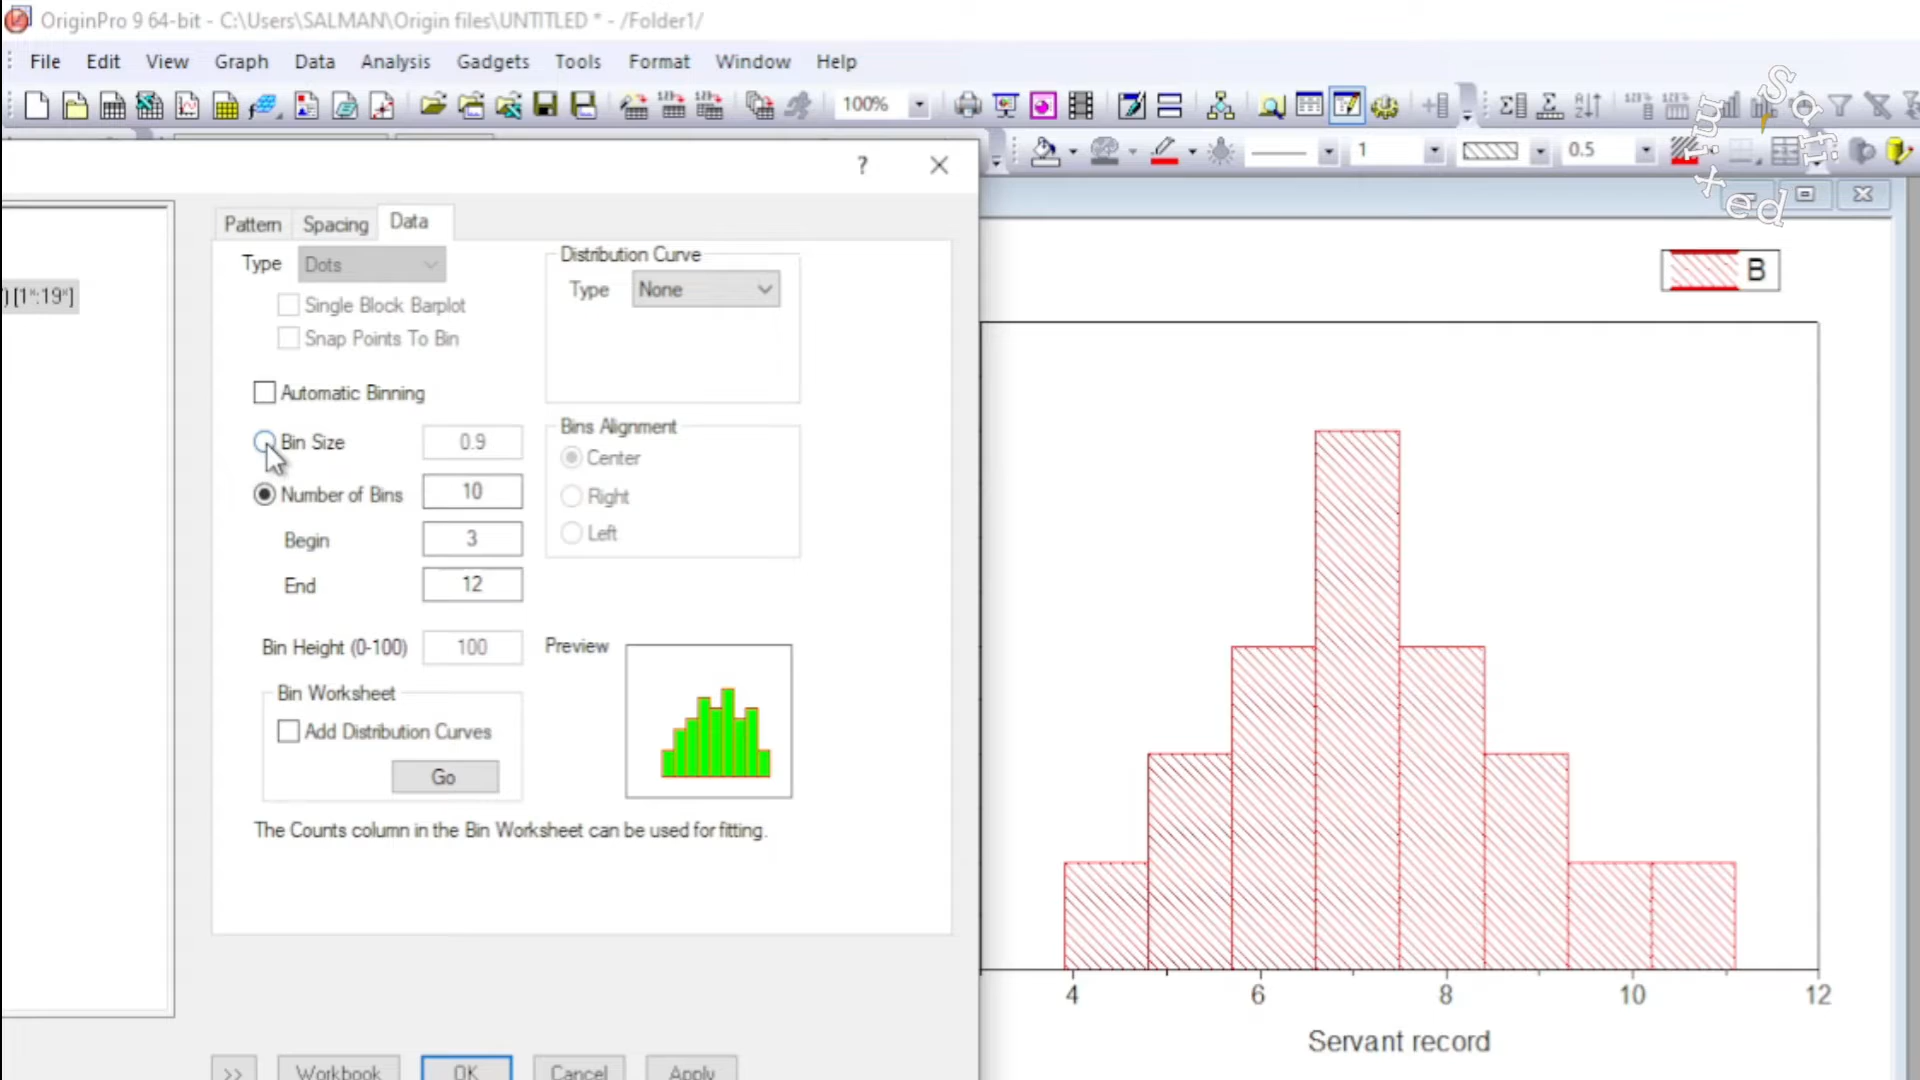 OriginPro 9 64-bit - C:\Users\SALMAN\Origin files\UNTITLED * - /Folder1/
File Edit View Graph Data Analysis Gadgets Tools Format Window Help
100%
1 0.5
mixed Safi
?
Pattern Spacing Data
Type Dots
Distribution Curve
Type None
) [1*:19*]
Single Block Barplot
Snap Points To Bin
Automatic Binning
Bin Size 0.9
Number of Bins 10
Begin 3
End 12
Bins Alignment
Center
Right
Left
Bin Height (0-100) 100
Preview
Bin Worksheet
Add Distribution Curves
Go
The Counts column in the Bin Worksheet can be used for fitting.
>> Workbook OK Cancel Apply
B
4 6 8 10 12
Servant record